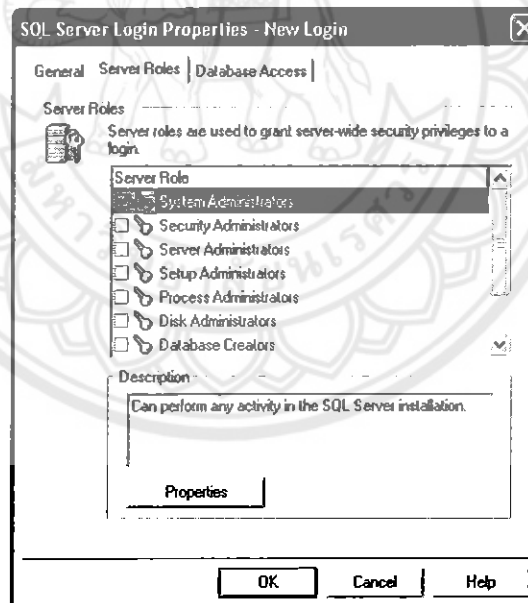 SQL Server Login Properties - New Login
General Server Roles Database Access
Server Roles
Server roles are used to grant server-wide security privileges to a
login.
Server Role
System Administrators
Security Administrators
Server Administrators
Setup Administrators
Process Administrators
Disk Administrators
Database Creators
Description
Can perform any activity in the SQL Server installation.
Properties
OK Cancel Help